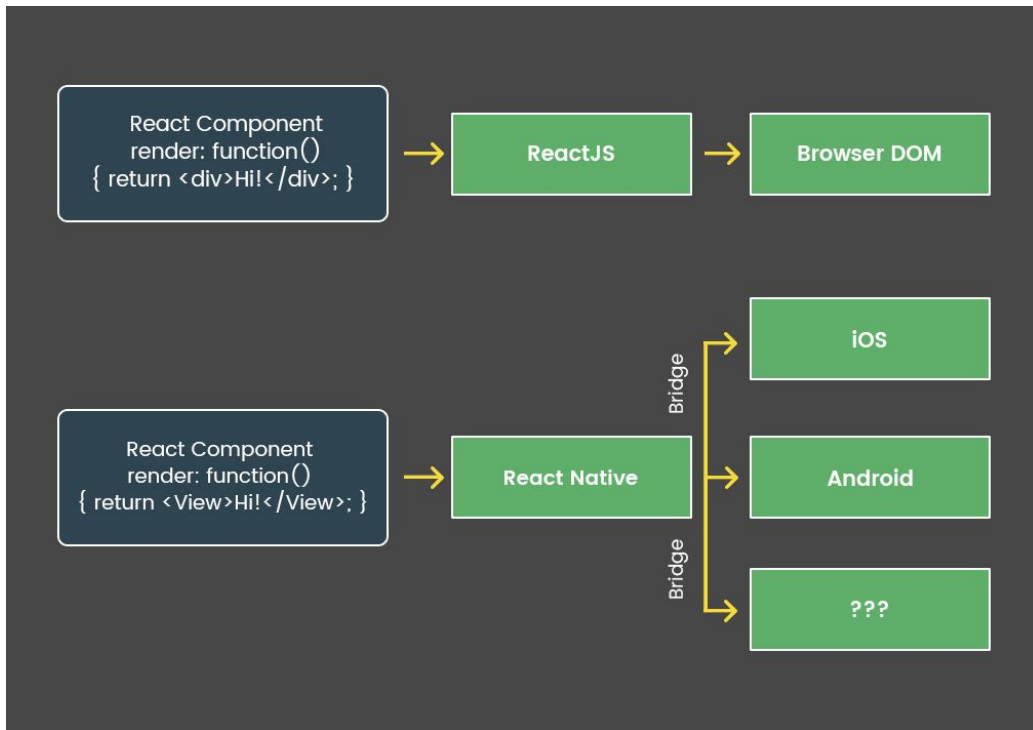 React Component
render: function()
{ return <div>Hi!</div>; }
ReactJS
Browser DOM
React Component
render: function()
{ return <View>Hi!</View>; }
React Native
Bridge
Bridge
iOS
Android
???